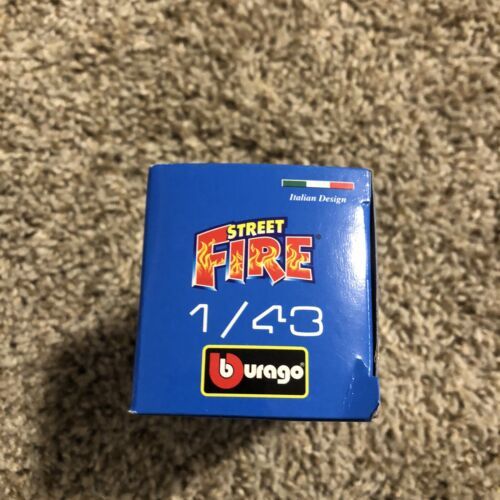 Italian Design
STREET
FIRE®
1/43
burago